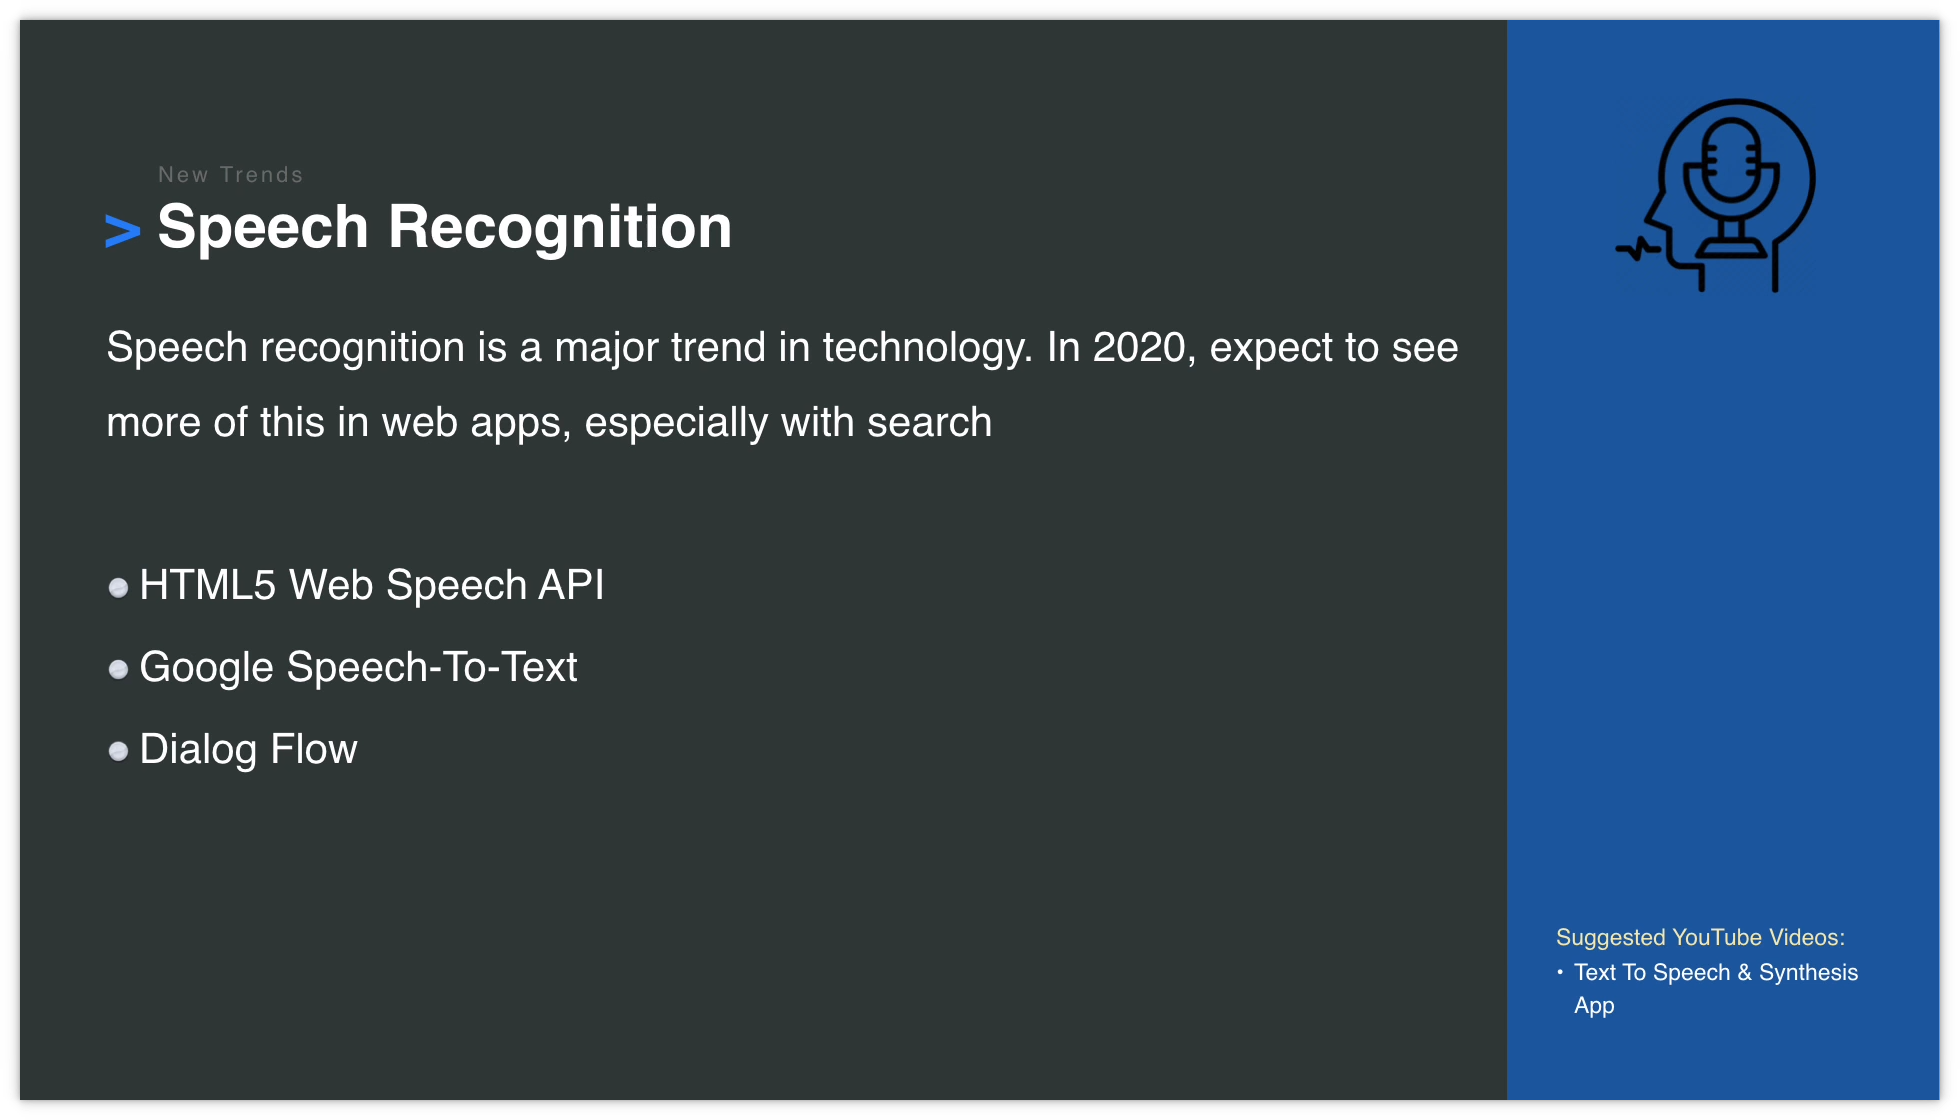 New Trends
> Speech Recognition
Speech recognition is a major trend in technology. In 2020, expect to see
more of this in web apps, especially with search
HTML5 Web Speech API
Google Speech-To-Text
Dialog Flow
Suggested YouTube Videos:
• Text To Speech & Synthesis
App